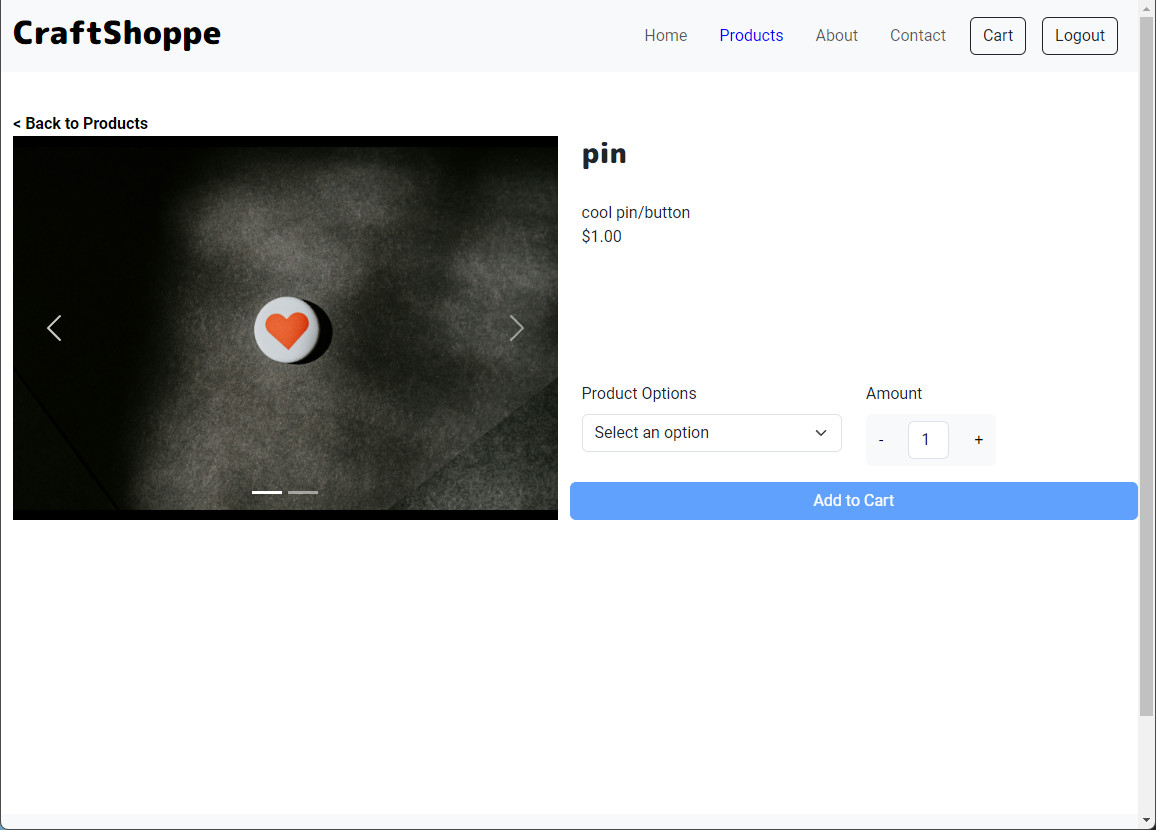 CraftShoppe
Home Products About Contact Cart Logout
< Back to Products
pin
cool pin/button
$1.00
Product Options Amount
Select an option - 1 +
Add to Cart